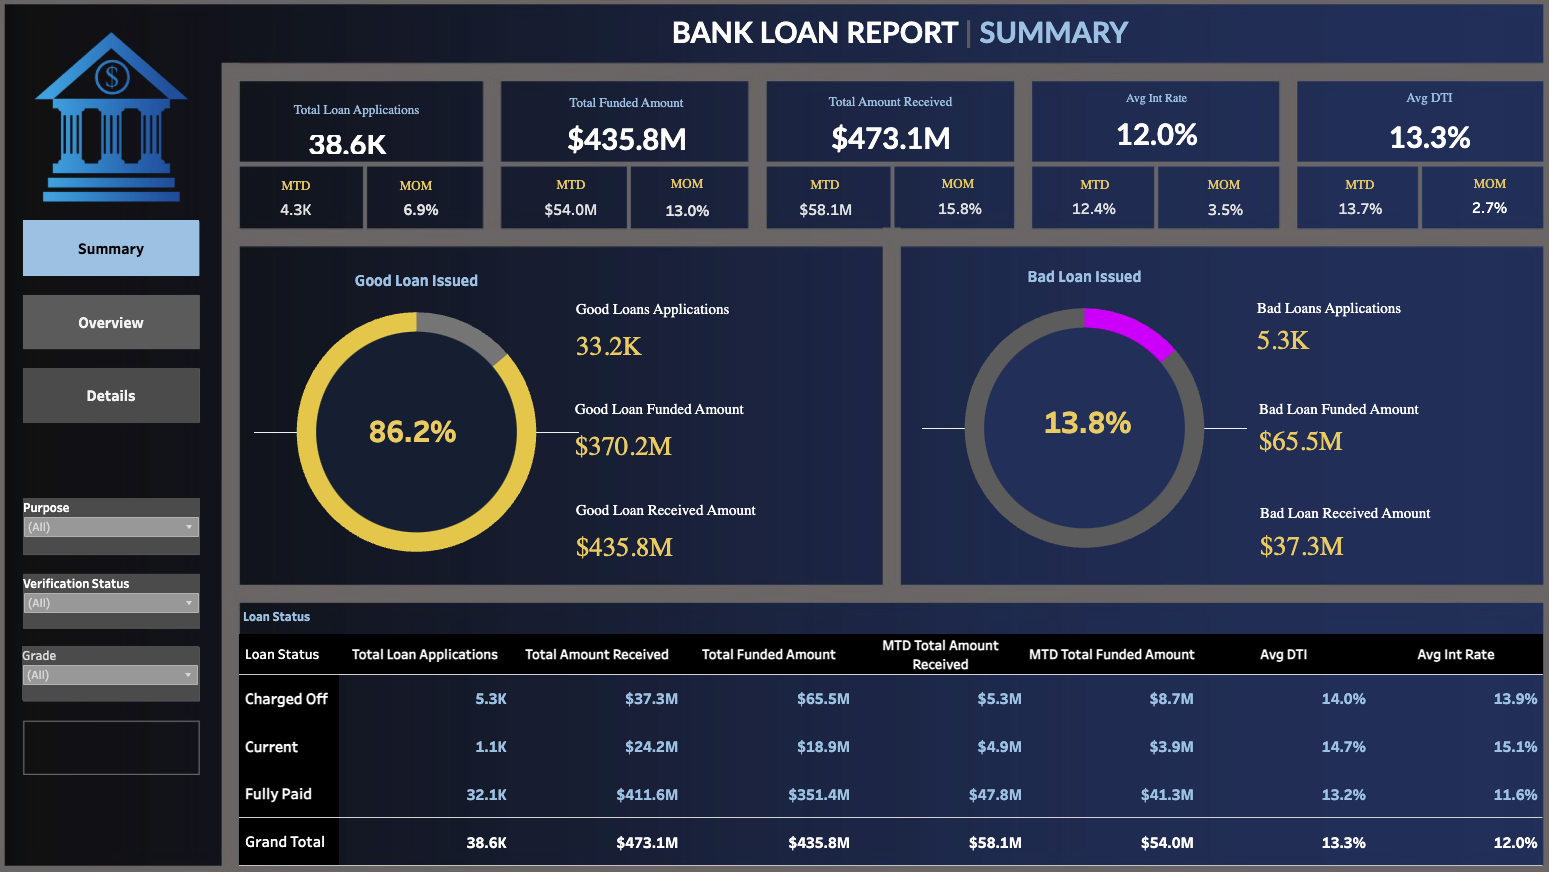 BANK LOAN REPORT | SUMMARY
$
Summary
Overview
Details
Purpose
(All)
Verification Status
(All)
Grade
(All)
Total Loan Applications
38.6K
MTD
4.3K
MOM
6.9%
Total Funded Amount
$435.8M
MTD
$54.0M
MOM
13.0%
Total Amount Received
$473.1M
MTD
$58.1M
MOM
15.8%
Avg Int Rate
12.0%
MTD
12.4%
MOM
3.5%
Avg DTI
13.3%
MTD
13.7%
MOM
2.7%
Good Loan Issued
86.2%
Good Loans Applications
33.2K
Good Loan Funded Amount
$370.2M
Good Loan Received Amount
$435.8M
Bad Loan Issued
13.8%
Bad Loans Applications
5.3K
Bad Loan Funded Amount
$65.5M
Bad Loan Received Amount
$37.3M
Loan Status
Loan Status Total Loan Applications Total Amount Received Total Funded Amount MTD Total Amount Received MTD Total Funded Amount Avg DTI Avg Int Rate
Charged Off 5.3K $37.3M $65.5M $5.3M $8.7M 14.0% 13.9%
Current 1.1K $24.2M $18.9M $4.9M $3.9M 14.7% 15.1%
Fully Paid 32.1K $411.6M $351.4M $47.8M $41.3M 13.2% 11.6%
Grand Total 38.6K $473.1M $435.8M $58.1M $54.0M 13.3% 12.0%